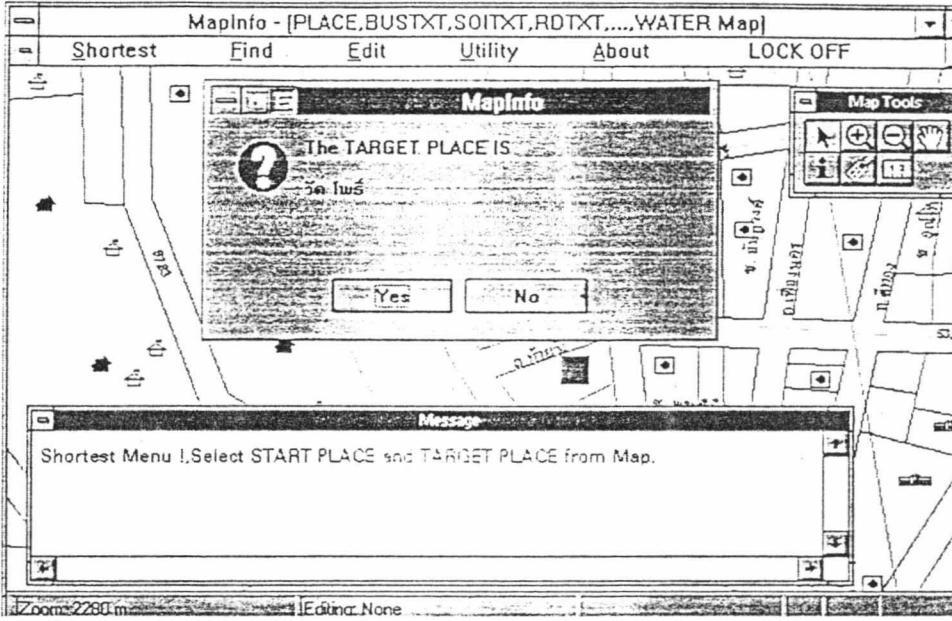 MapInfo - [PLACE,BUSTXT,SOITXT,RDTXT,...,WATER Map]
Shortest Find Edit Utility About LOCK OFF
MapInfo
Map Tools
The TARGET PLACE IS
วัด โพธิ์
Yes No
Message
Shortest Menu !,Select START PLACE and TARGET PLACE from Map.
Zoom: 2280 m Editing: None